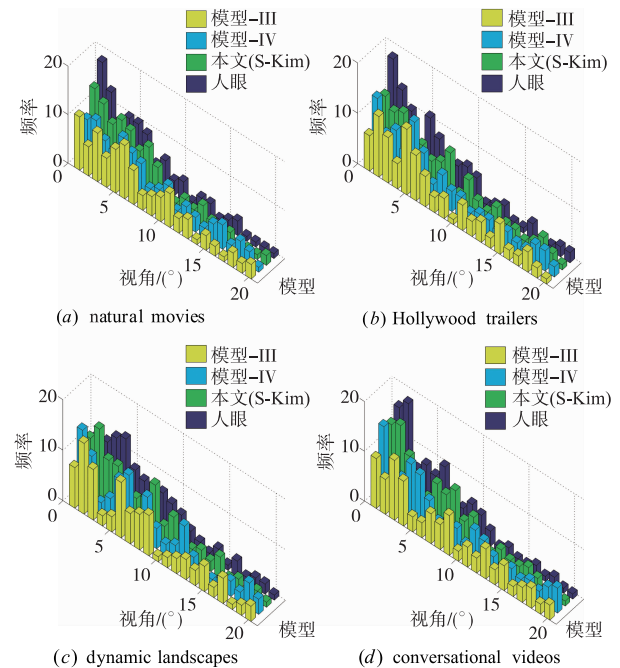 模型-III
模型-IV
本文(S-Kim)
人眼
20
10
0
频率
0
5
10
15
20
视角/(°)
模型
(a) natural movies
模型-III
模型-IV
本文(S-Kim)
人眼
20
10
0
频率
0
5
10
15
20
视角/(°)
模型
(b) Hollywood trailers
模型-III
模型-IV
本文(S-Kim)
人眼
20
10
0
频率
0
5
10
15
20
视角/(°)
模型
(c) dynamic landscapes
模型-III
模型-IV
本文(S-Kim)
人眼
20
10
0
频率
0
5
10
15
20
视角/(°)
模型
(d) conversational videos